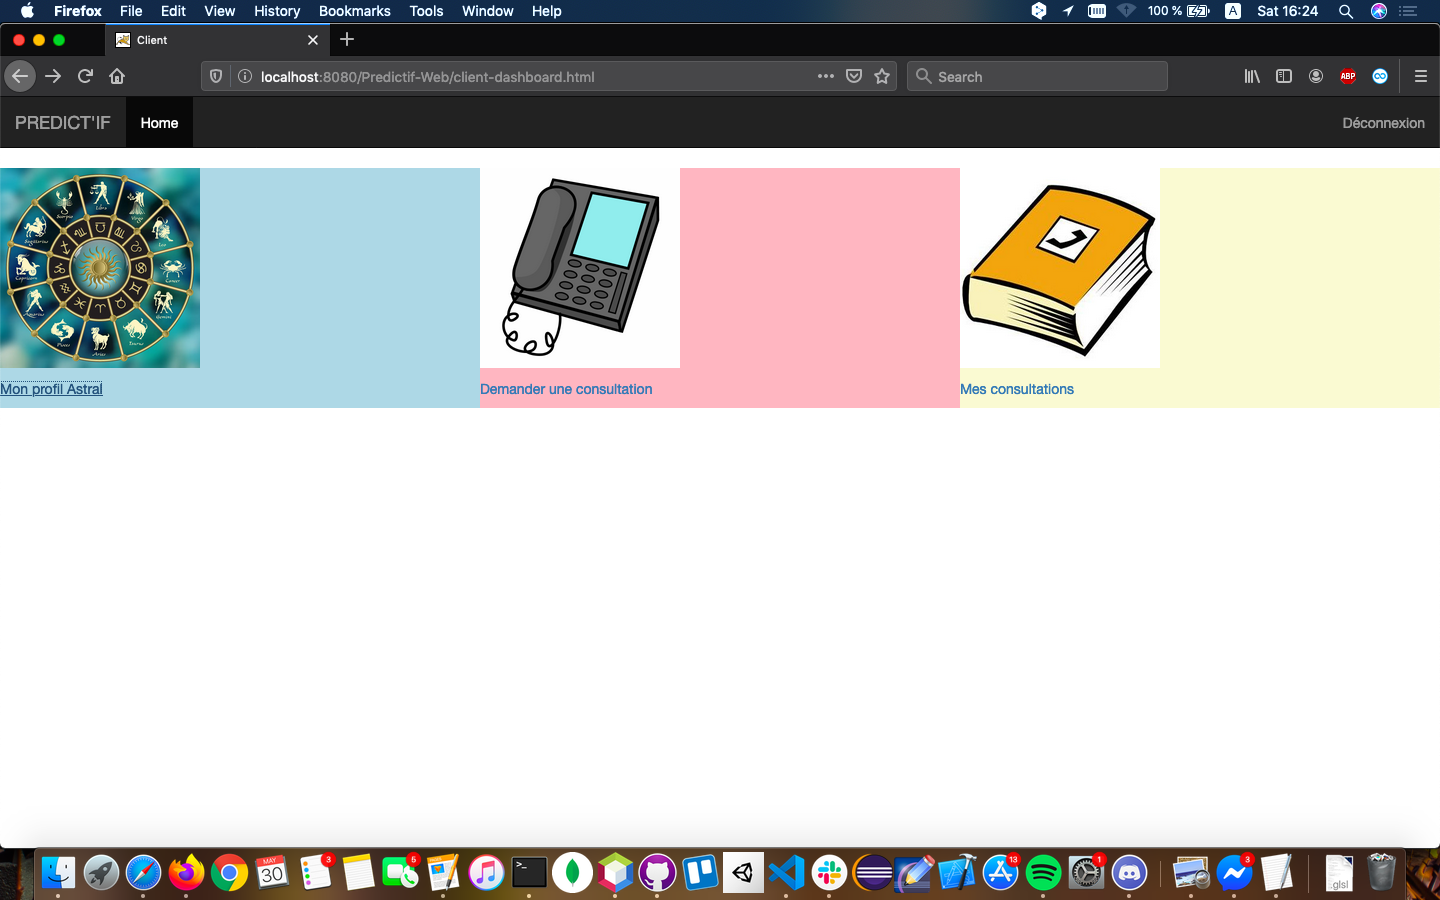 Firefox File Edit View History Bookmarks Tools Window Help 100 % A Sat 16:24
Client
localhost:8080/Predictif-Web/client-dashboard.html Search ABP
PREDICT'IF Home Déconnexion
Mon profil Astral Demander une consultation Mes consultations
MAY
30 3 5 >_ 13 1 3 .glsl